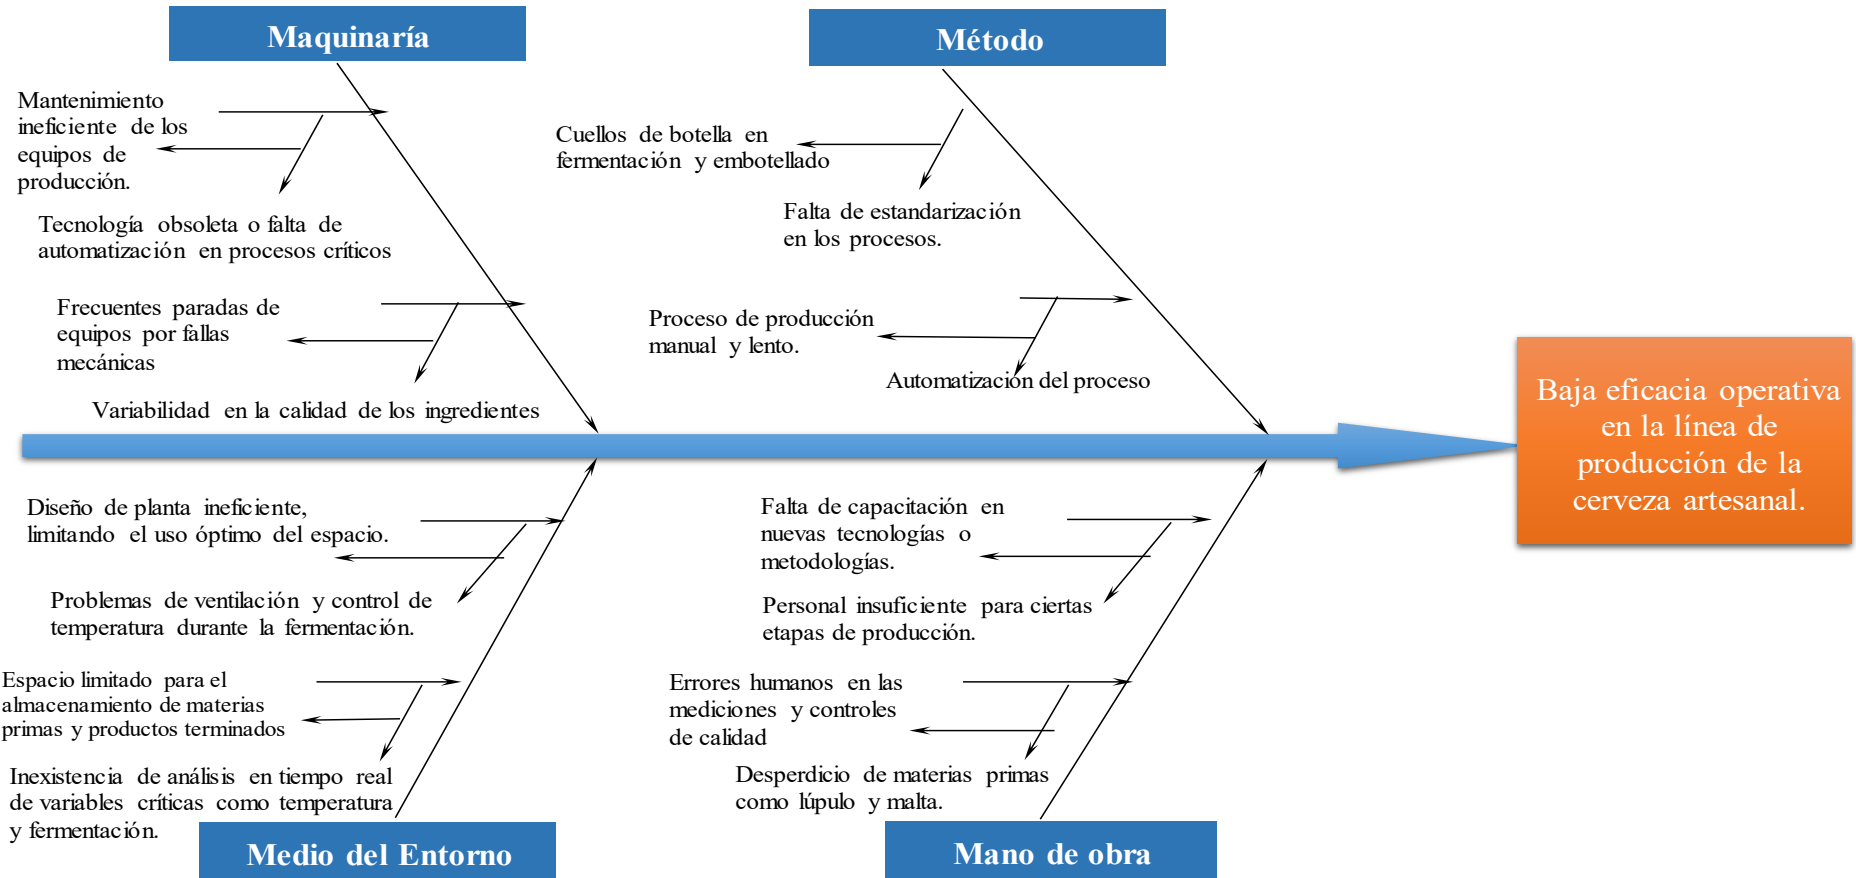 Maquinaría
Método
Mantenimiento
ineficiente de los
equipos de
producción.
Tecnología obsoleta o falta de
automatización en procesos críticos
Frecuentes paradas de
equipos por fallas
mecánicas
Variabilidad en la calidad de los ingredientes
Cuellos de botella en
fermentación y embotellado
Falta de estandarización
en los procesos.
Proceso de producción
manual y lento.
Automatización del proceso
Baja eficacia operativa
en la línea de
producción de la
cerveza artesanal.
Diseño de planta ineficiente,
limitando el uso óptimo del espacio.
Problemas de ventilación y control de
temperatura durante la fermentación.
Espacio limitado para el
almacenamiento de materias
primas y productos terminados
Inexistencia de análisis en tiempo real
de variables críticas como temperatura
y fermentación.
Falta de capacitación en
nuevas tecnologías o
metodologías.
Personal insuficiente para ciertas
etapas de producción.
Errores humanos en las
mediciones y controles
de calidad
Desperdicio de materias primas
como lúpulo y malta.
Medio del Entorno
Mano de obra